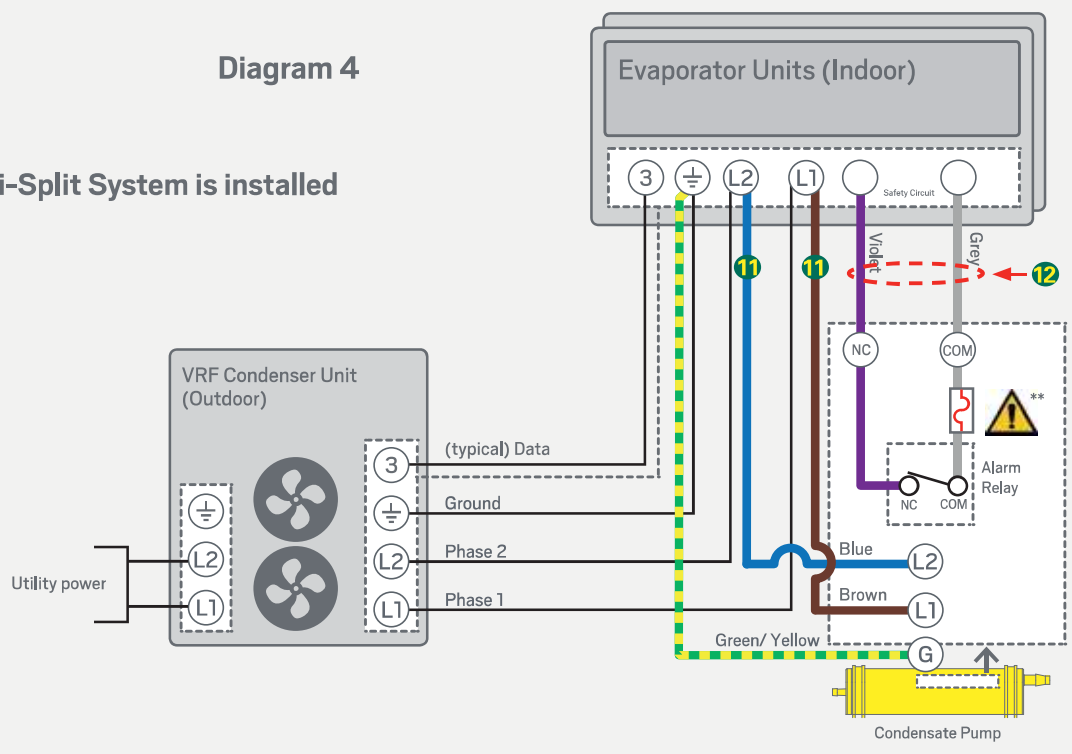 Diagram 4
i-Split System is installed
Evaporator Units (Indoor)
3
L2
L1
Safety Circuit
Violet
Grey
11
11
12
NC
COM
**
Alarm
Relay
NC
COM
VRF Condenser Unit
(Outdoor)
3
(typical) Data
Ground
L2
L2
Phase 2
L1
L1
Phase 1
Utility power
Blue
L2
Brown
L1
Green/ Yellow
G
Condensate Pump